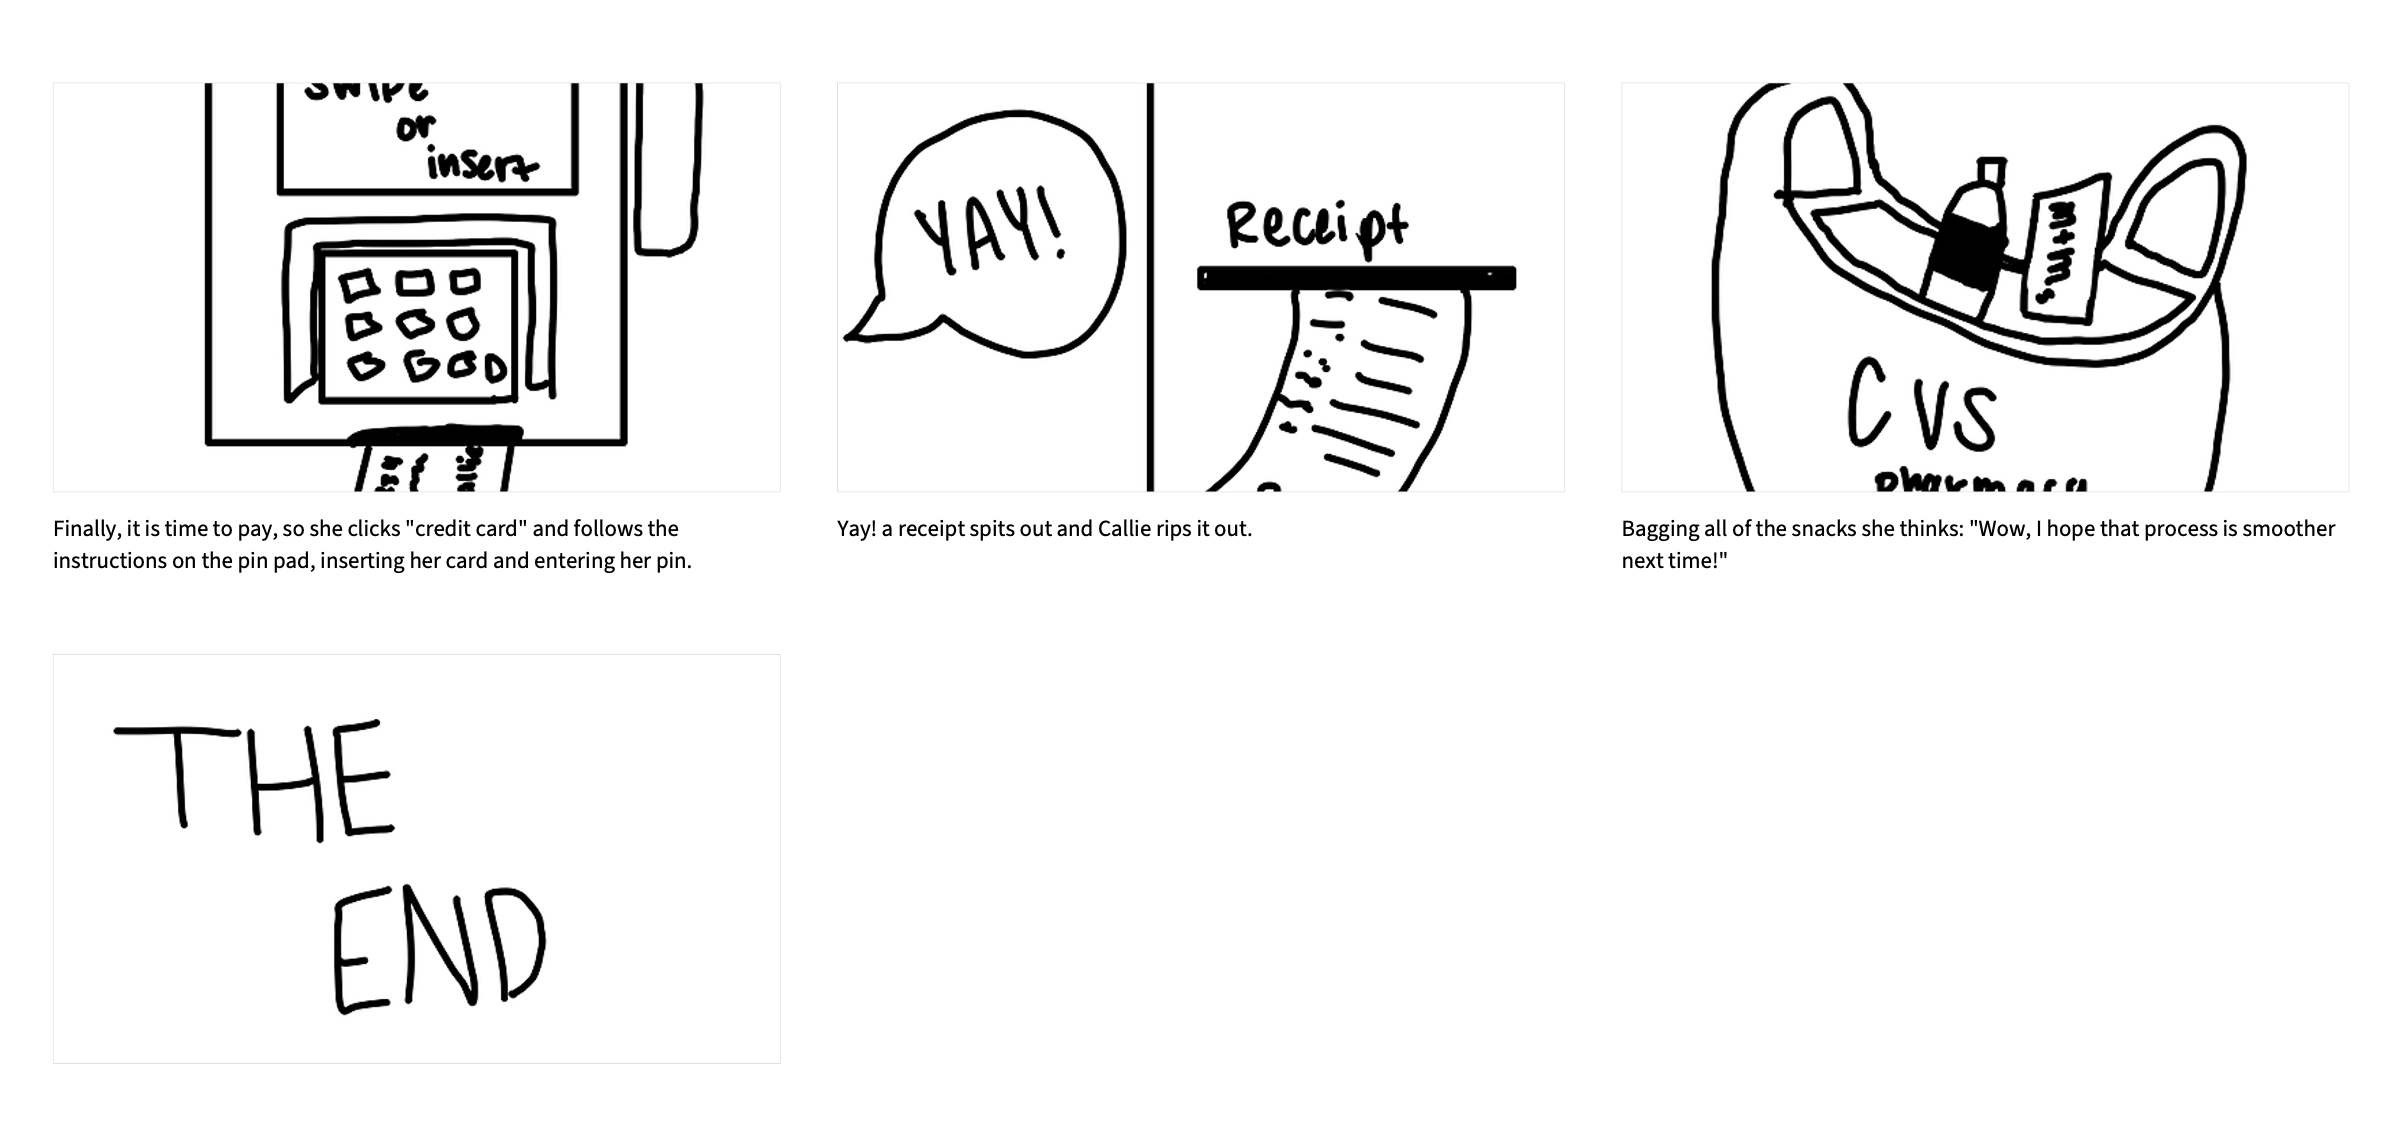 swipe
or
insert
Finally, it is time to pay, so she clicks "credit card" and follows the
instructions on the pin pad, inserting her card and entering her pin.
YAY!
Receipt
Yay! a receipt spits out and Callie rips it out.
M+M's
CVS
pharmacy
Bagging all of the snacks she thinks: "Wow, I hope that process is smoother
next time!"
THE
END